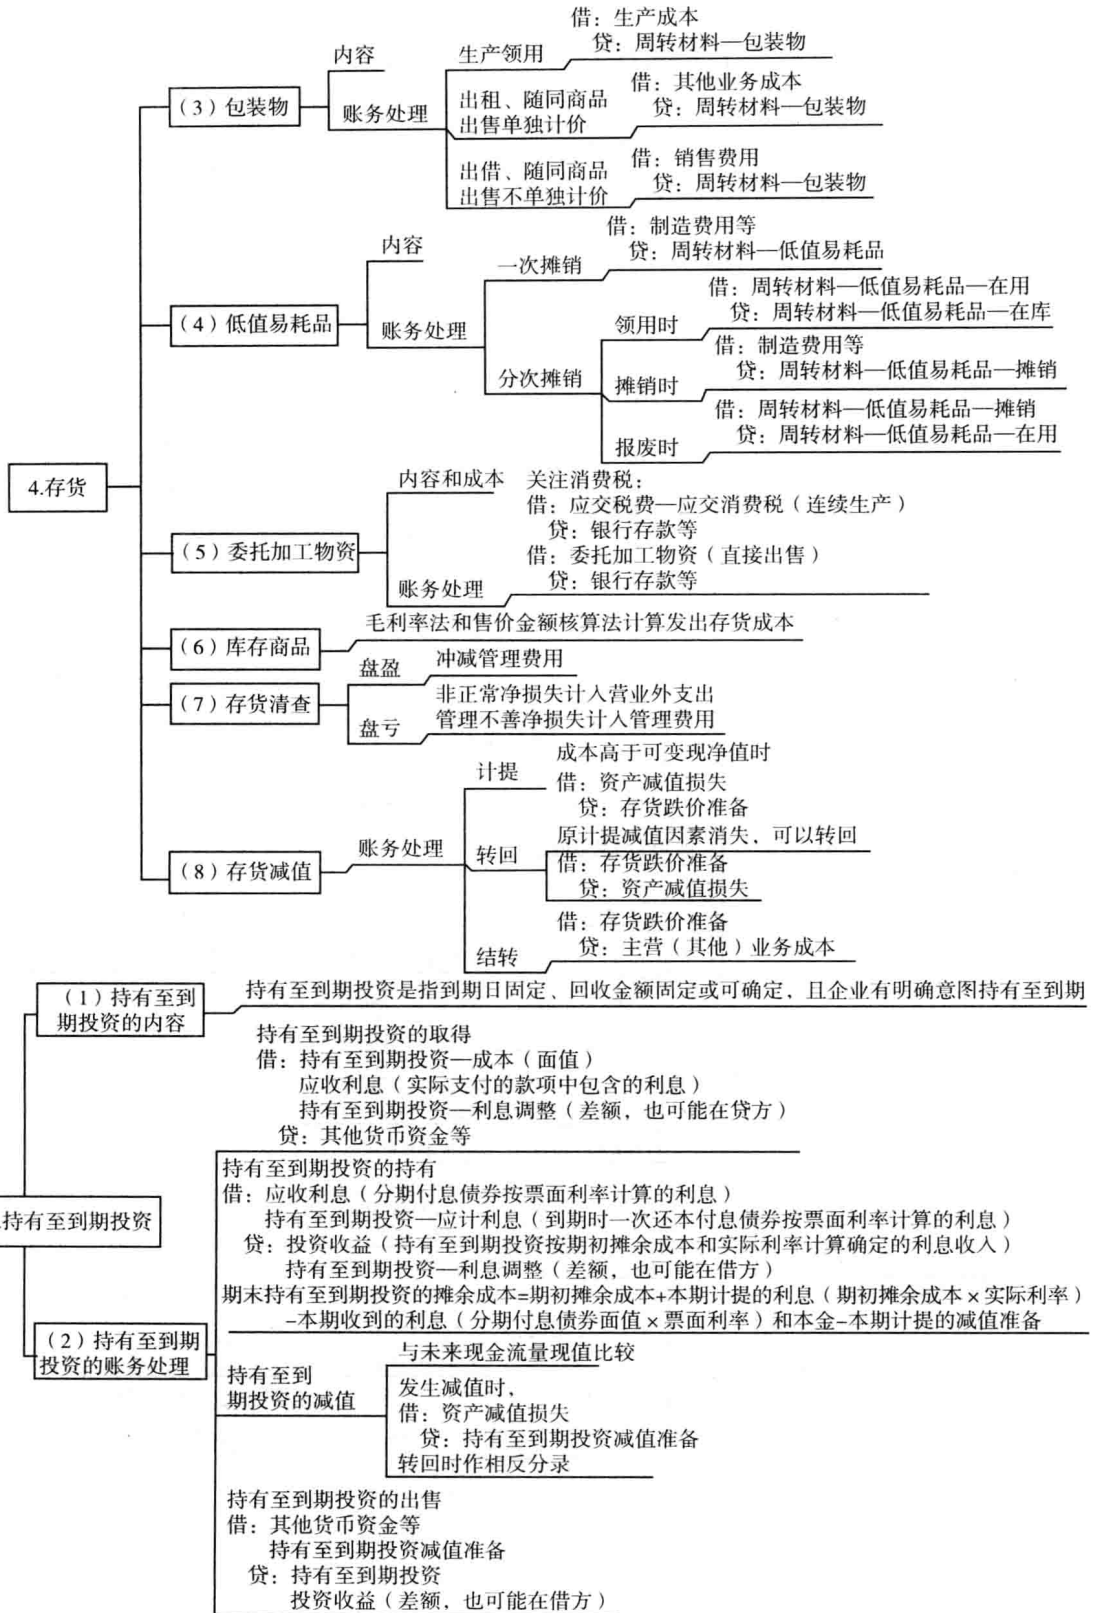 4.存货
（3）包装物
内容
账务处理
生产领用
借：生产成本
贷：周转材料—包装物
出租、随同商品
出售单独计价
借：其他业务成本
贷：周转材料—包装物
出借、随同商品
出售不单独计价
借：销售费用
贷：周转材料—包装物
（4）低值易耗品
内容
账务处理
一次摊销
借：制造费用等
贷：周转材料—低值易耗品
分次摊销
领用时
借：周转材料—低值易耗品—在用
贷：周转材料—低值易耗品—在库
摊销时
借：制造费用等
贷：周转材料—低值易耗品—摊销
报废时
借：周转材料—低值易耗品—摊销
贷：周转材料—低值易耗品—在用
（5）委托加工物资
内容和成本
账务处理
关注消费税：
借：应交税费—应交消费税（连续生产）
贷：银行存款等
借：委托加工物资（直接出售）
贷：银行存款等
（6）库存商品
毛利率法和售价金额核算法计算发出存货成本
（7）存货清查
盘盈
冲减管理费用
盘亏
非正常净损失计入营业外支出
管理不善净损失计入管理费用
（8）存货减值
账务处理
计提
成本高于可变现净值时
借：资产减值损失
贷：存货跌价准备
转回
原计提减值因素消失，可以转回
借：存货跌价准备
贷：资产减值损失
结转
借：存货跌价准备
贷：主营（其他）业务成本
持有至到期投资
（1）持有至到
期投资的内容
持有至到期投资是指到期日固定、回收金额固定或可确定，且企业有明确意图持有至到期
（2）持有至到期
投资的账务处理
持有至到期投资的取得
借：持有至到期投资—成本（面值）
应收利息（实际支付的款项中包含的利息）
持有至到期投资—利息调整（差额，也可能在贷方）
贷：其他货币资金等
持有至到期投资的持有
借：应收利息（分期付息债券按票面利率计算的利息）
持有至到期投资—应计利息（到期时一次还本付息债券按票面利率计算的利息）
贷：投资收益（持有至到期投资按期初摊余成本和实际利率计算确定的利息收入）
持有至到期投资—利息调整（差额，也可能在借方）
期末持有至到期投资的摊余成本=期初摊余成本+本期计提的利息（期初摊余成本×实际利率）
-本期收到的利息（分期付息债券面值×票面利率）和本金-本期计提的减值准备
持有至到
期投资的减值
与未来现金流量现值比较
发生减值时，
借：资产减值损失
贷：持有至到期投资减值准备
转回时作相反分录
持有至到期投资的出售
借：其他货币资金等
持有至到期投资减值准备
贷：持有至到期投资
投资收益（差额，也可能在借方）